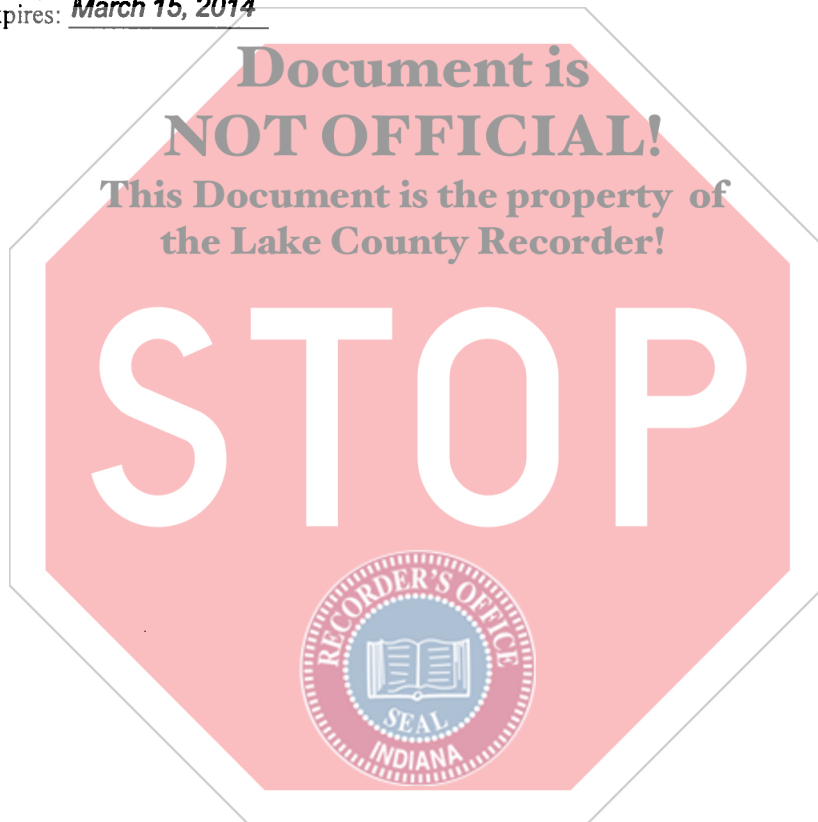 pires: March 15, 2014
Document is
NOT OFFICIAL!
This Document is the property of
the Lake County Recorder!
STOP
RECORDER'S OFFICE
SEAL
INDIANA